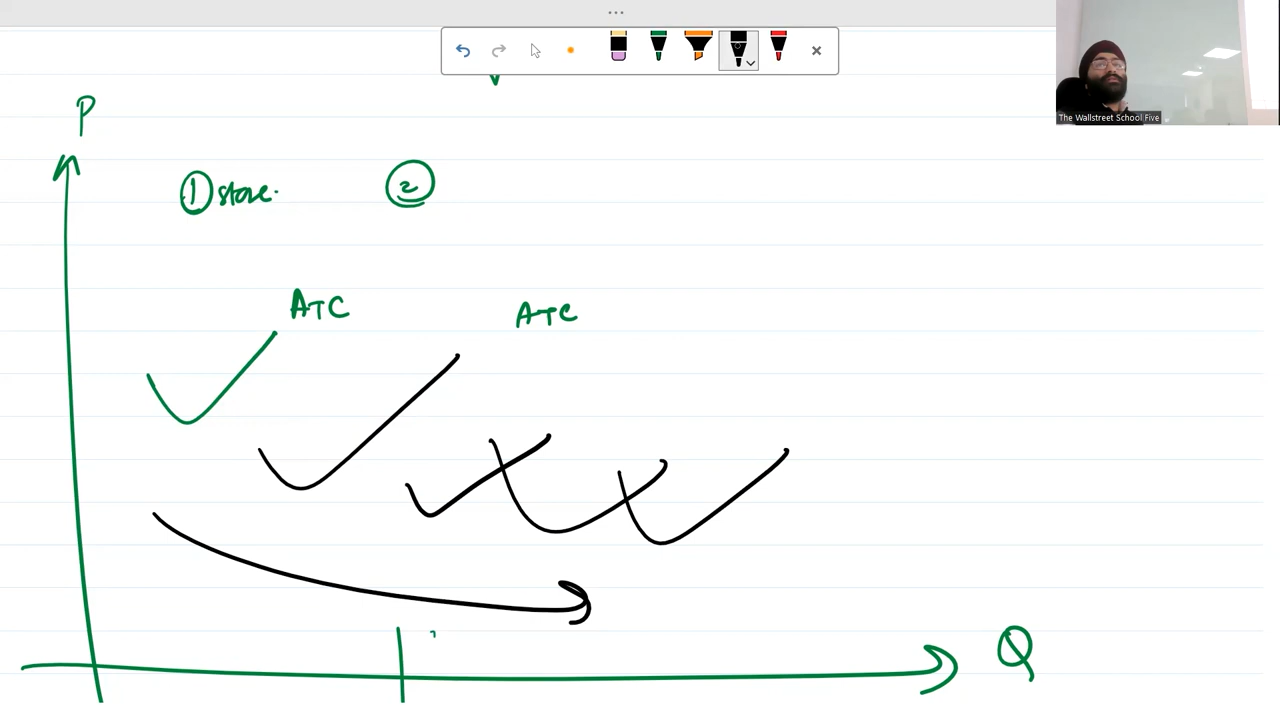 The Wallstreet School Five
P
① store.
②
ATC
ATC
Q